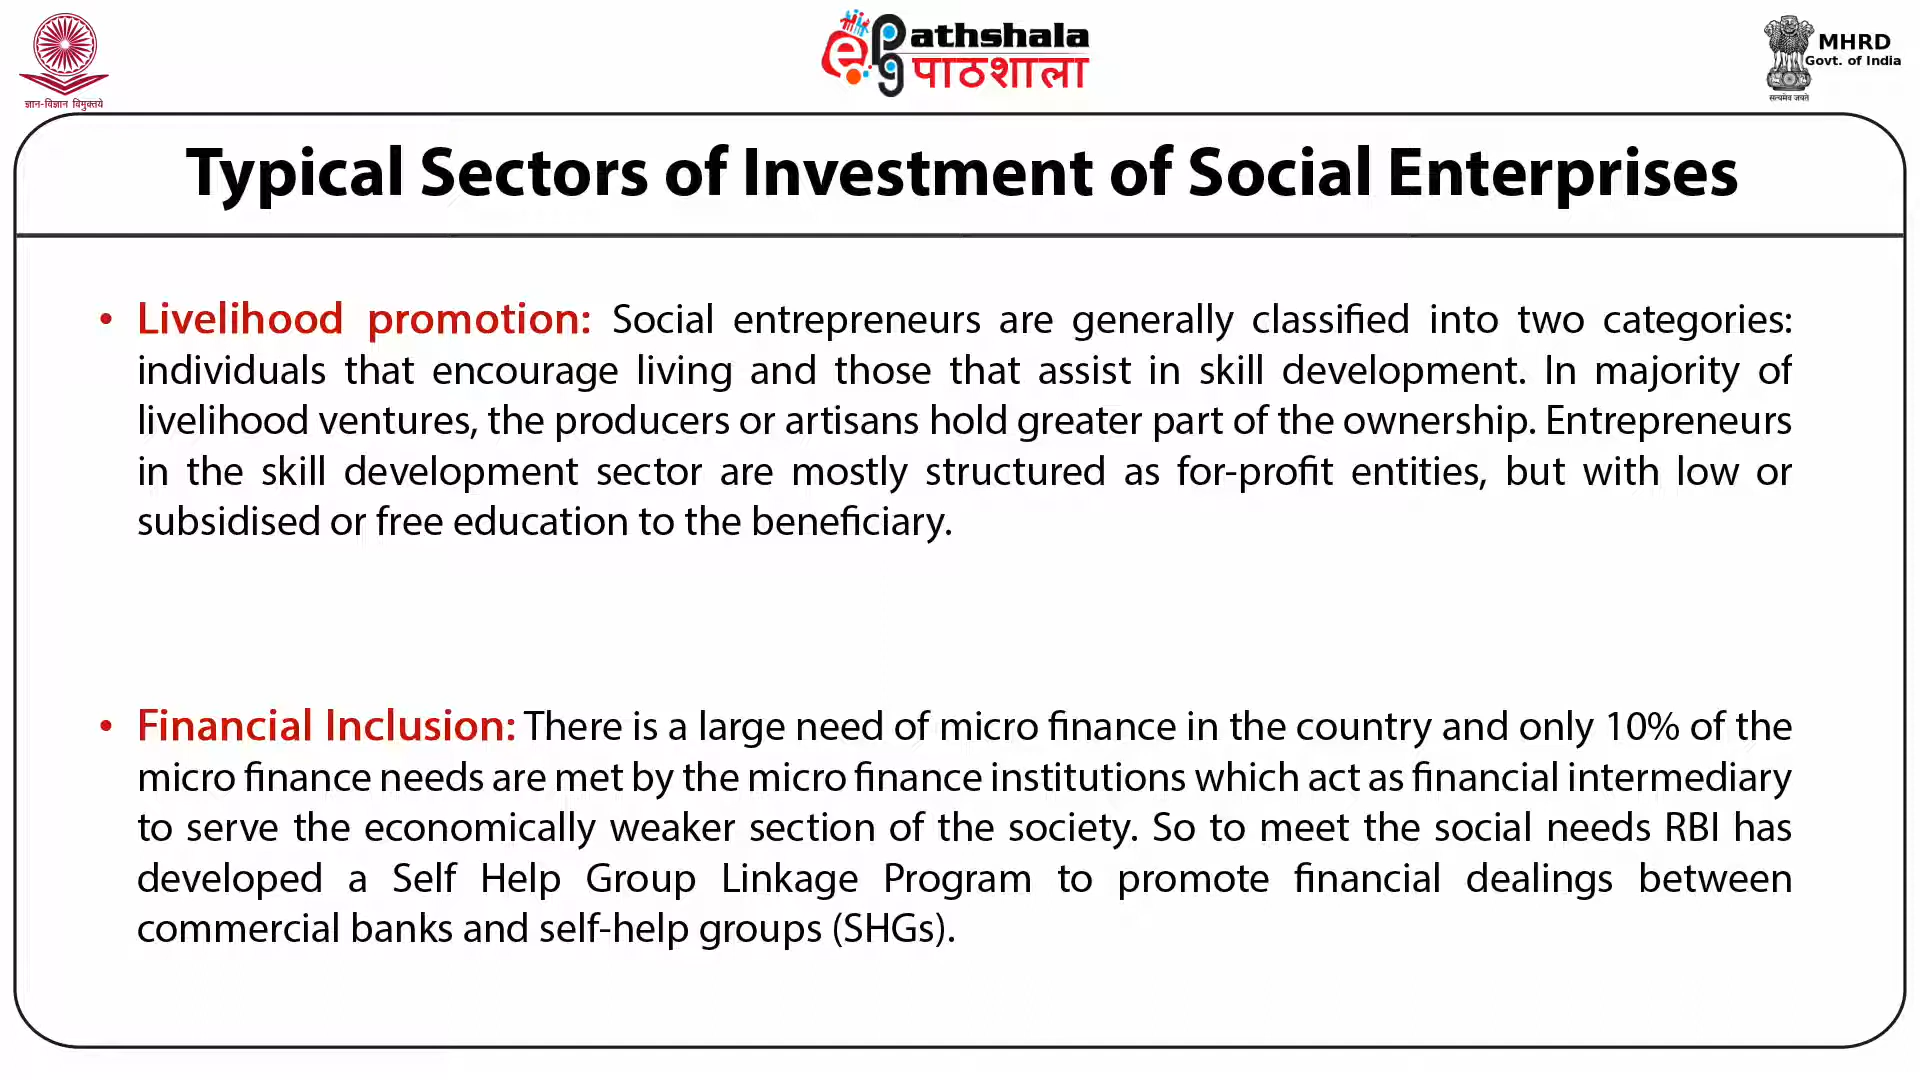 ज्ञान-विज्ञान विमुक्तये
ePathshala
पाठशाला
MHRD
Govt. of India
सत्यमेव जयते
Typical Sectors of Investment of Social Enterprises
• Livelihood promotion: Social entrepreneurs are generally classified into two categories:
individuals that encourage living and those that assist in skill development. In majority of
livelihood ventures, the producers or artisans hold greater part of the ownership. Entrepreneurs
in the skill development sector are mostly structured as for-profit entities, but with low or
subsidised or free education to the beneficiary.
• Financial Inclusion: There is a large need of micro finance in the country and only 10% of the
micro finance needs are met by the micro finance institutions which act as financial intermediary
to serve the economically weaker section of the society. So to meet the social needs RBI has
developed a Self Help Group Linkage Program to promote financial dealings between
commercial banks and self-help groups (SHGs).